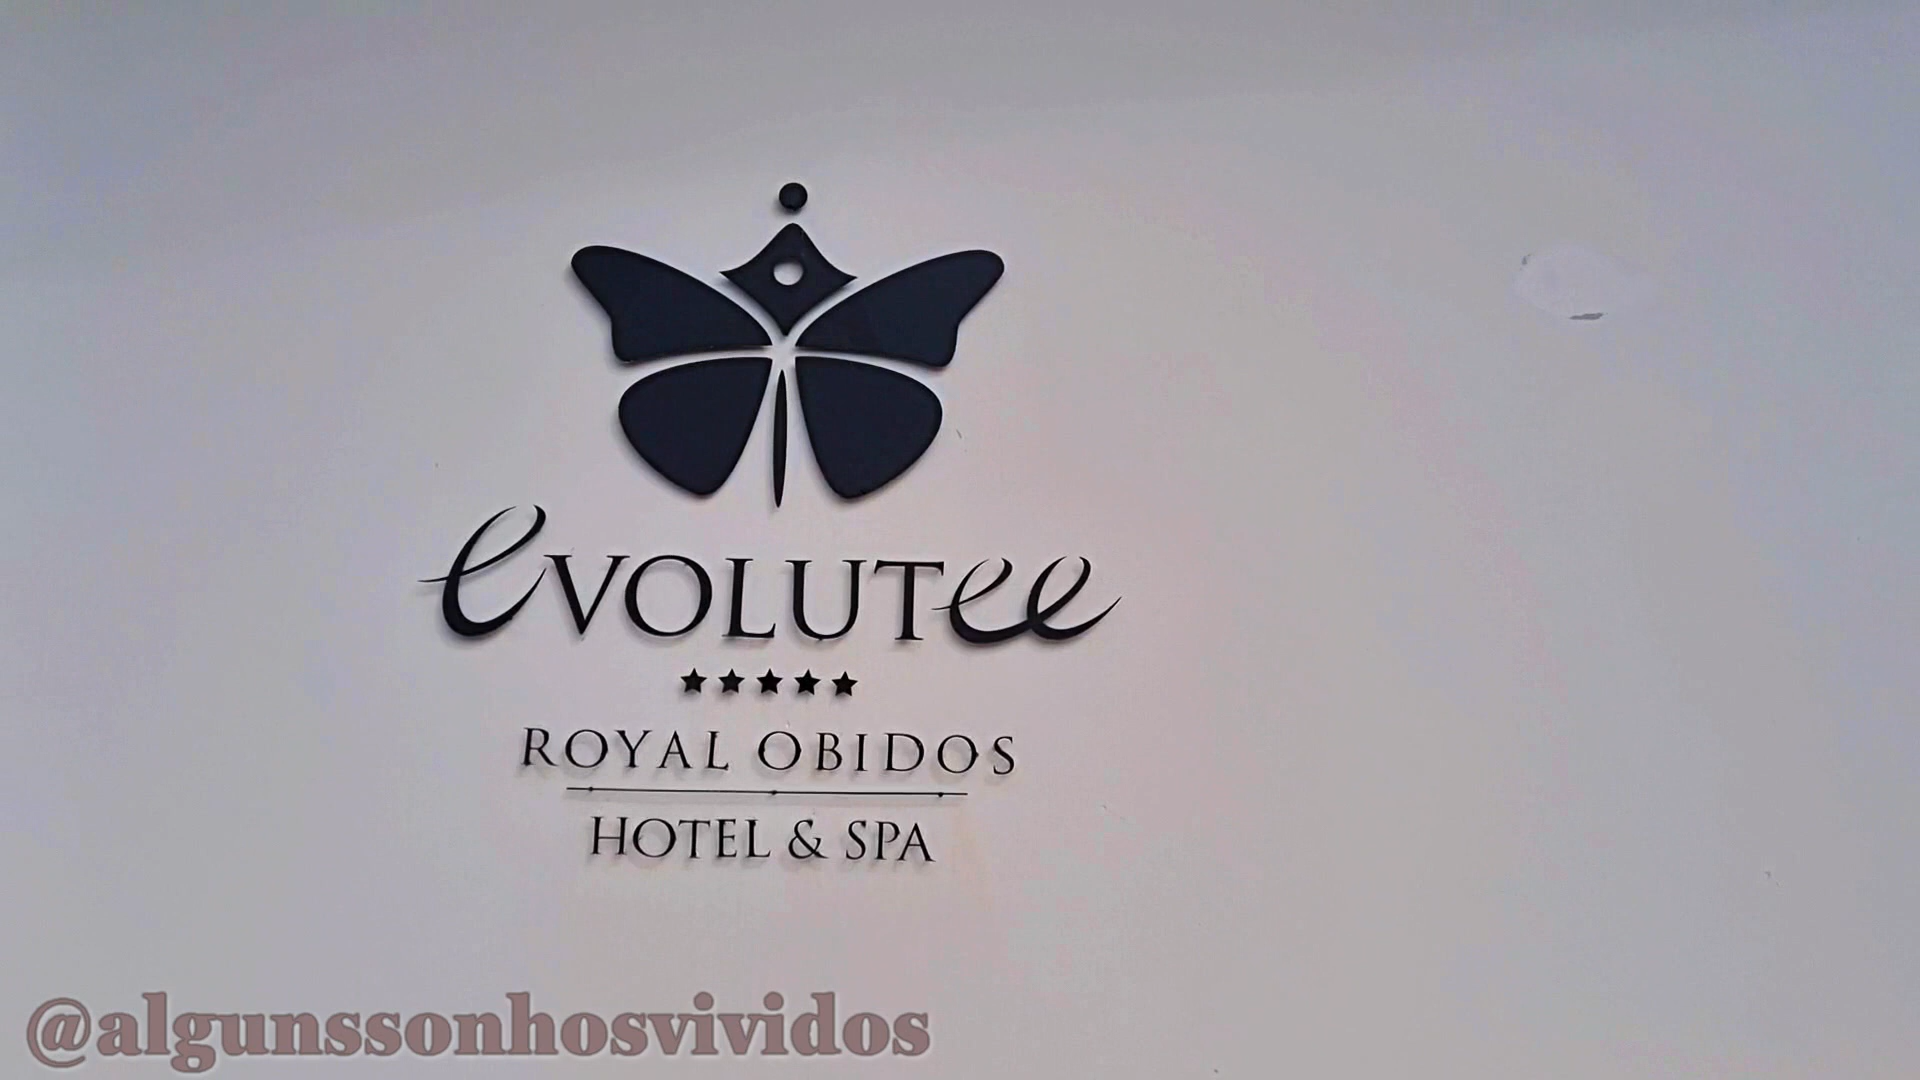 evolutee
★★★★★
ROYAL OBIDOS
HOTEL & SPA
@algunssonhosvividos